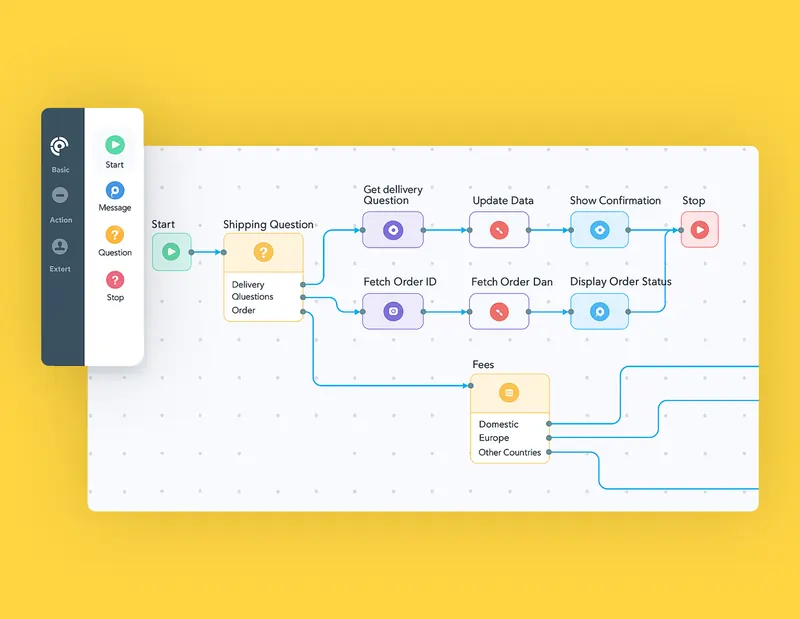 Basic
Action
Extert
Start
Message
Question
Stop
Start
Shipping Question
Delivery
Qluestions
Order
Get dellivery
Question
Update Data
Show Confirmation
Stop
Fetch Order ID
Fetch Order Dan
Display Order Status
Fees
Domestic
Europe
Other Countries